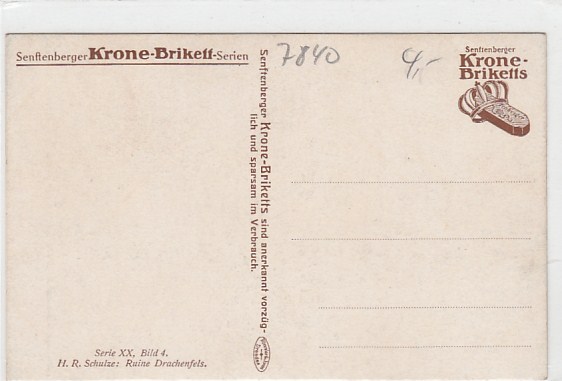 Senftenberger Krone-Brikett-Serien
7840
4,-
Senftenberger
Krone-
Briketts
Senftenberger Krone-Briketts sind anerkannt vorzüg-
lich und sparsam im Verbrauch.
Serie XX, Bild 4.
H. R. Schulze: Ruine Drachenfels.